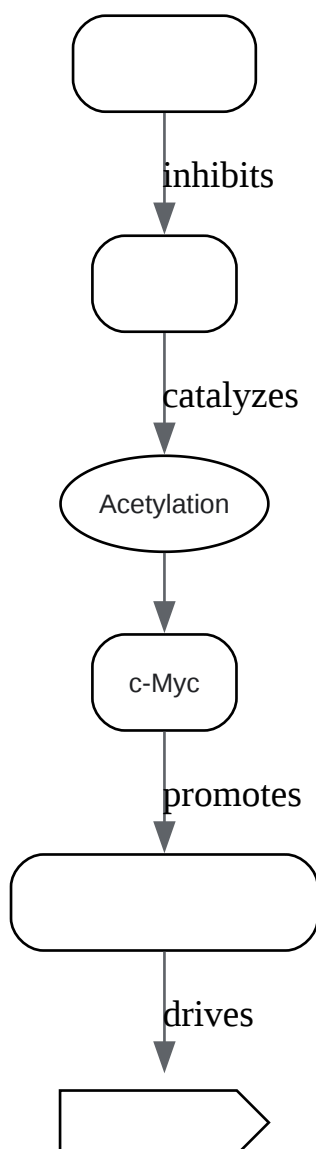 inhibits
catalyzes
Acetylation
c-Myc
promotes
drives